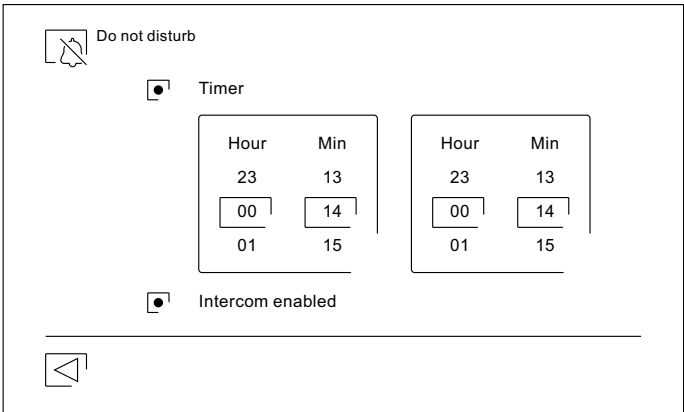 Do not disturb
Timer
Hour Min Hour Min
23 13 23 13
00 14 00 14
01 15 01 15
Intercom enabled